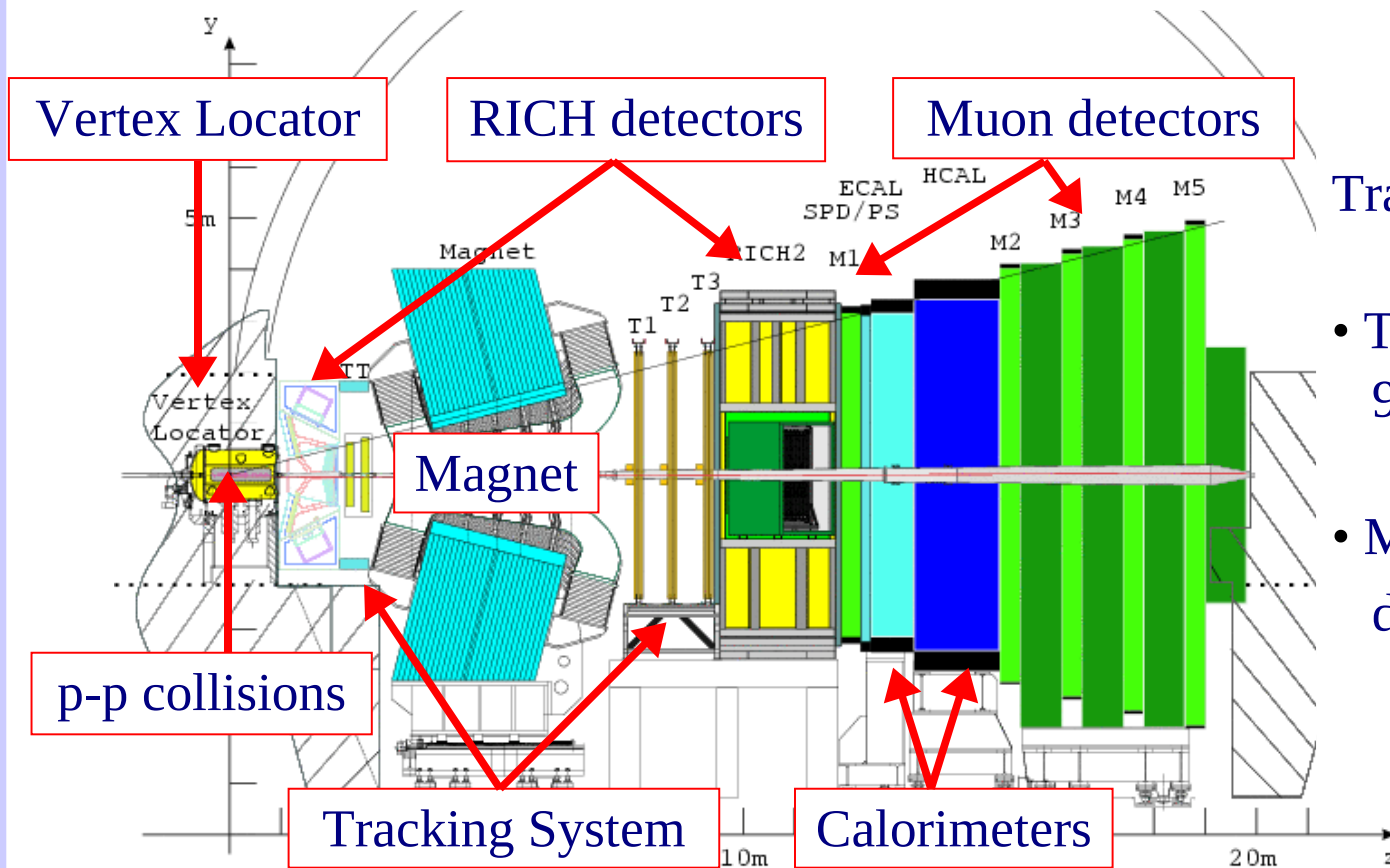 y
Vertex Locator
RICH detectors
Muon detectors
HCAL
ECAL
SPD/PS
M5
M4
M3
5m
Magnet
RICH2
M1
M2
T3
T2
T1
TT
Vertex
Locator
Magnet
p-p collisions
Tracking System
Calorimeters
10m
20m
z